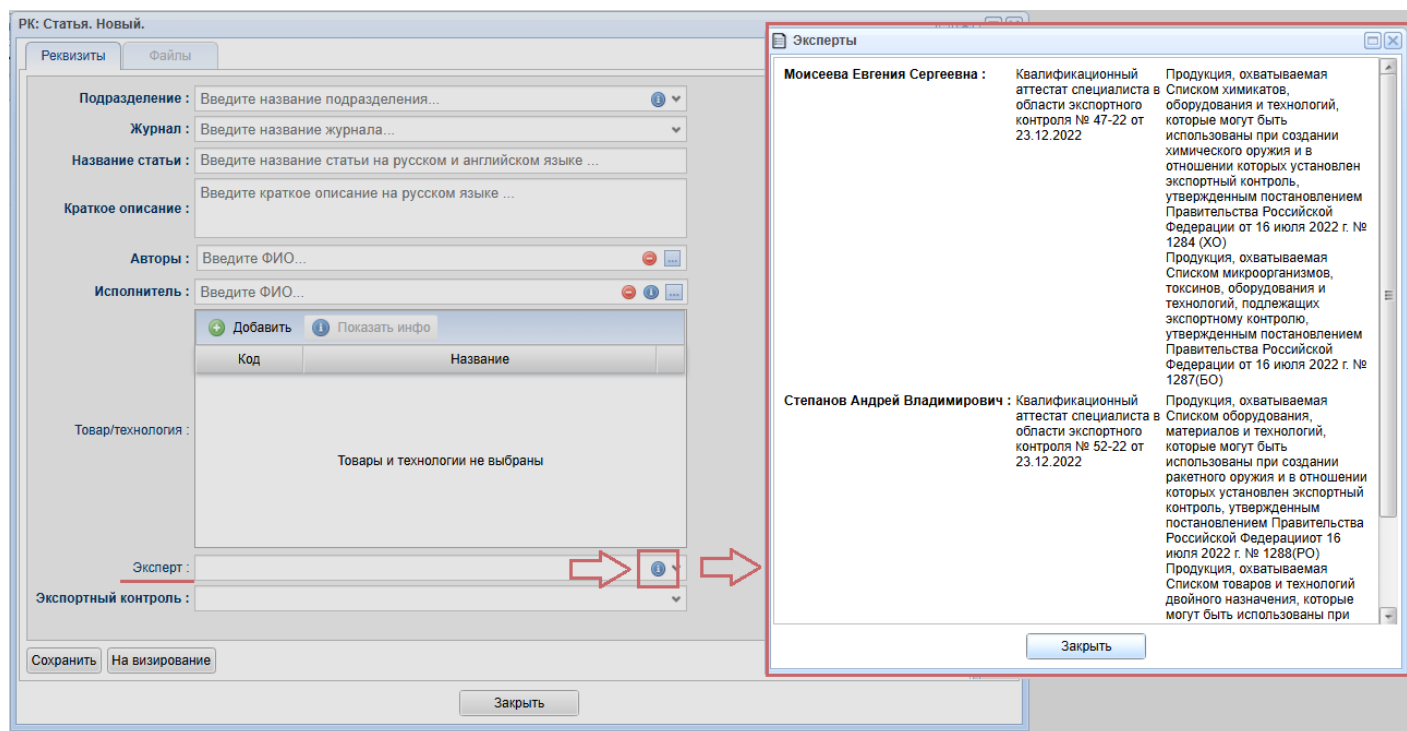 РК: Статья. Новый.
Реквизиты
Файлы
Подразделение :
Введите название подразделения...
Журнал :
Введите название журнала...
Название статьи :
Введите название статьи на русском и английском языке ...
Краткое описание :
Введите краткое описание на русском языке ...
Авторы :
Введите ФИО...
Исполнитель :
Введите ФИО...
Добавить
Показать инфо
Код
Название
Товар/технология :
Товары и технологии не выбраны
Эксперт :
Экспортный контроль :
Сохранить
На визирование
Закрыть
Эксперты
Моисеева Евгения Сергеевна :
Квалификационный
аттестат специалиста в
области экспортного
контроля № 47-22 от
23.12.2022
Продукция, охватываемая
Списком химикатов,
оборудования и технологий,
которые могут быть
использованы при создании
химического оружия и в
отношении которых установлен
экспортный контроль,
утвержденным постановлением
Правительства Российской
Федерации от 16 июля 2022 г. №
1284 (ХО)
Продукция, охватываемая
Списком микроорганизмов,
токсинов, оборудования и
технологий, подлежащих
экспортному контролю,
утвержденным постановлением
Правительства Российской
Федерации от 16 июля 2022 г. №
1287(БО)
Степанов Андрей Владимирович :
Квалификационный
аттестат специалиста в
области экспортного
контроля № 52-22 от
23.12.2022
Продукция, охватываемая
Списком оборудования,
материалов и технологий,
которые могут быть
использованы при создании
ракетного оружия и в отношении
которых установлен экспортный
контроль, утвержденным
постановлением Правительства
Российской Федерацииот 16
июля 2022 г. № 1288(РО)
Продукция, охватываемая
Списком товаров и технологий
двойного назначения, которые
могут быть использованы при
Закрыть